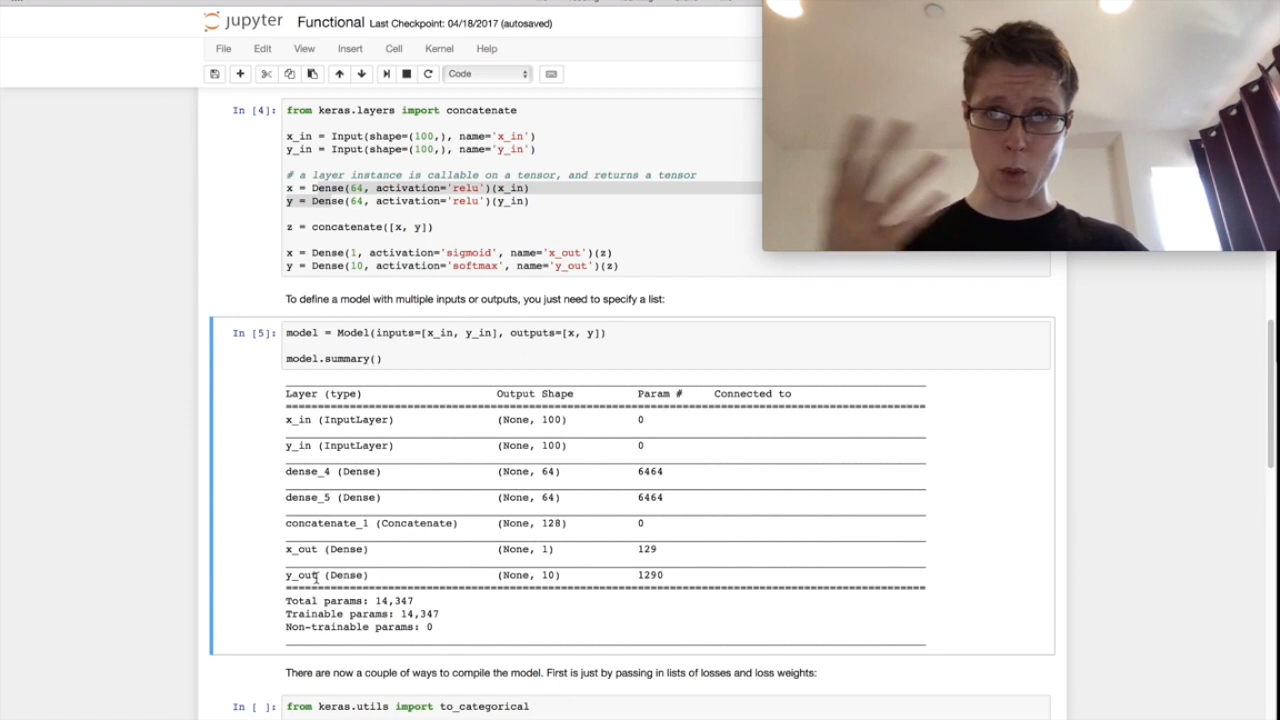 jupyter Functional Last Checkpoint: 04/18/2017 (autosaved)
File Edit View Insert Cell Kernel Help
Code
In [4]: from keras.layers import concatenate
x_in = Input(shape=(100,), name='x_in')
y_in = Input(shape=(100,), name='y_in')
# a layer instance is callable on a tensor, and returns a tensor
x = Dense(64, activation='relu')(x_in)
y = Dense(64, activation='relu')(y_in)
z = concatenate([x, y])
x = Dense(1, activation='sigmoid', name='x_out')(z)
y = Dense(10, activation='softmax', name='y_out')(z)
To define a model with multiple inputs or outputs, you just need to specify a list:
In [5]: model = Model(inputs=[x_in, y_in], outputs=[x, y])
model.summary()
Layer (type) Output Shape Param # Connected to
x_in (InputLayer) (None, 100) 0
y_in (InputLayer) (None, 100) 0
dense_4 (Dense) (None, 64) 6464
dense_5 (Dense) (None, 64) 6464
concatenate_1 (Concatenate) (None, 128) 0
x_out (Dense) (None, 1) 129
y_out (Dense) (None, 10) 1290
Total params: 14,347
Trainable params: 14,347
Non-trainable params: 0
There are now a couple of ways to compile the model. First is just by passing in lists of losses and loss weights:
In [ ]: from keras.utils import to_categorical